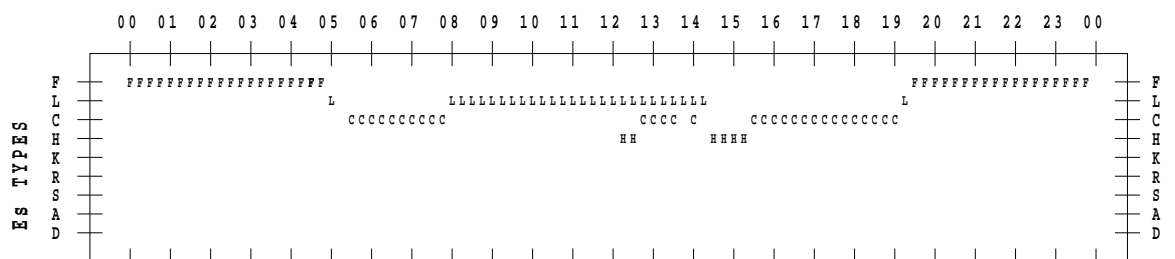 00 01 02 03 04 05 06 07 08 09 10 11 12 13 14 15 16 17 18 19 20 21 22 23 00
Es TYPES
F FFFFFFFFFFFFFFFFFFFF FFFFFFFFFFFFFFFFFF F
L L LLLLLLLLLLLLLLLLLLLLLLLLLL L L
C CCCCCCCCCC CCCC C CCCCCCCCCCCCCCC C
H HH HHHH H
K K
R R
S S
A A
D D